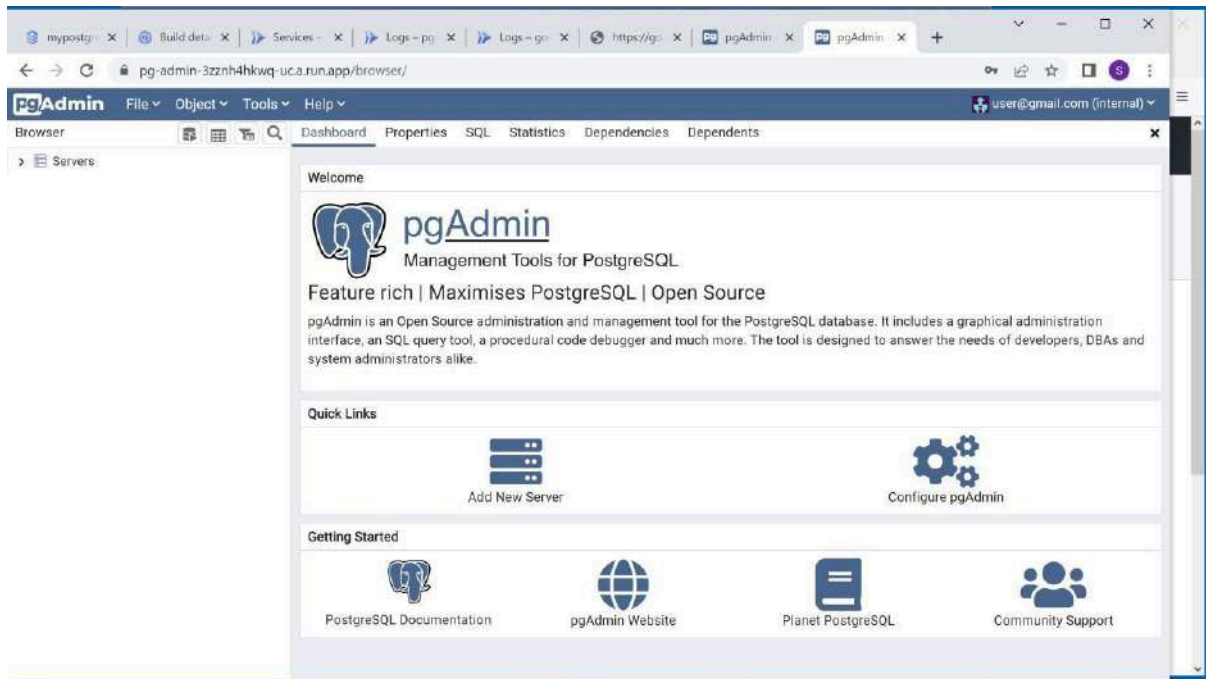 mypostgr
Build deta
Services –
Logs – pg
Logs – go
https://go
pgAdmin
pgAdmin
pg-admin-3zznh4hkwq-uc.a.run.app/browser/
S
PgAdmin File Object Tools Help
user@gmail.com (internal)
Browser
Dashboard Properties SQL Statistics Dependencies Dependents
Servers
Welcome
pgAdmin
Management Tools for PostgreSQL
Feature rich | Maximises PostgreSQL | Open Source
pgAdmin is an Open Source administration and management tool for the PostgreSQL database. It includes a graphical administration
interface, an SQL query tool, a procedural code debugger and much more. The tool is designed to answer the needs of developers, DBAs and
system administrators alike.
Quick Links
Add New Server
Configure pgAdmin
Getting Started
PostgreSQL Documentation
pgAdmin Website
Planet PostgreSQL
Community Support